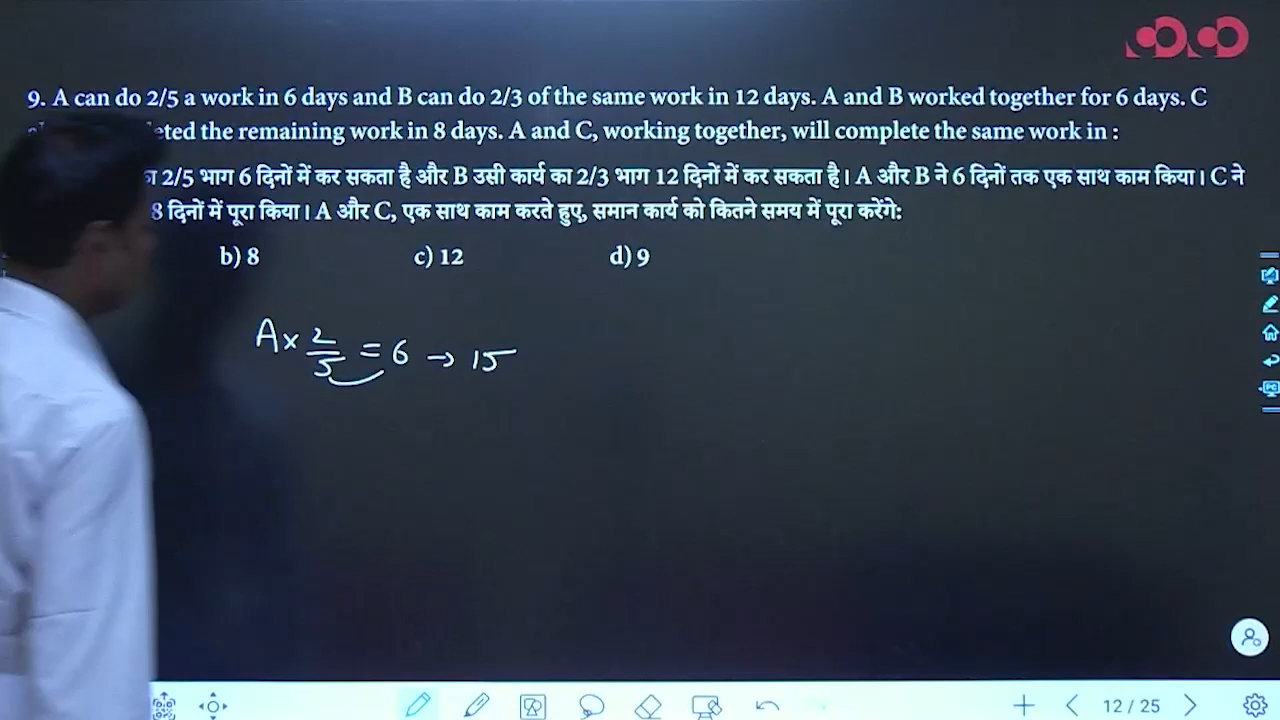 9. A can do 2/5 a work in 6 days and B can do 2/3 of the same work in 12 days. A and B worked together for 6 days. C
the remaining work in 8 days. A and C, working together, will complete the same work in :
2/5 भाग 6 दिनों में कर सकता है और B उसी कार्य का 2/3 भाग 12 दिनों में कर सकता है। A और B ने 6 दिनों तक एक साथ काम किया। C ने
8 दिनों में पूरा किया। A और C, एक साथ काम करते हुए, समान कार्य को कितने समय में पूरा करेंगे:
b) 8 c) 12 d) 9
A × 2/5 = 6 → 15
12 / 25